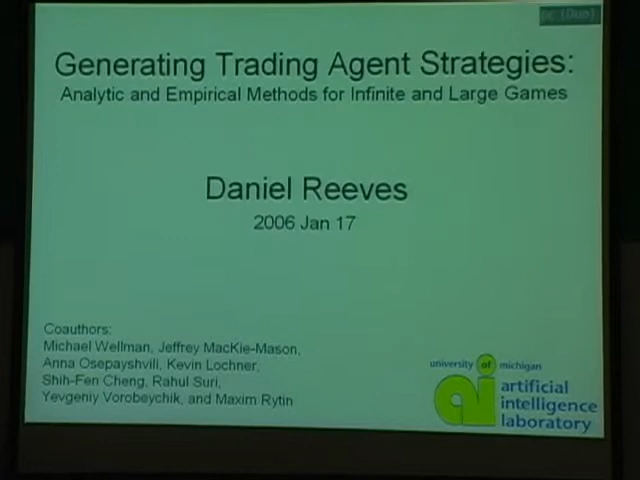 Generating Trading Agent Strategies:
Analytic and Empirical Methods for Infinite and Large Games
Daniel Reeves
2006 Jan 17
Coauthors:
Michael Wellman, Jeffrey MacKie-Mason,
Anna Osepayshvili, Kevin Lochner,
Shih-Fen Cheng, Rahul Suri,
Yevgeniy Vorobeychik, and Maxim Rytin
university of michigan
ai
artificial
intelligence
laboratory